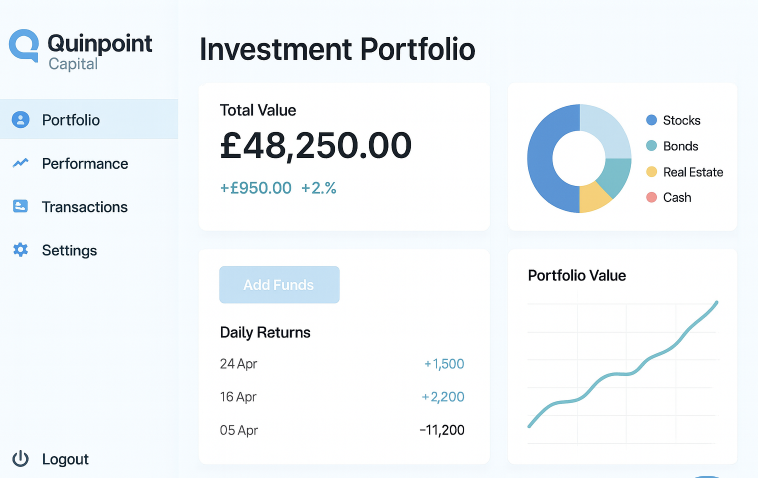 Quinpoint
Capital
Portfolio
Performance
Transactions
Settings
Logout
Investment Portfolio
Total Value
£48,250.00
+£950.00 +2.%
Stocks
Bonds
Real Estate
Cash
Add Funds
Daily Returns
24 Apr +1,500
16 Apr +2,200
05 Apr -11,200
Portfolio Value